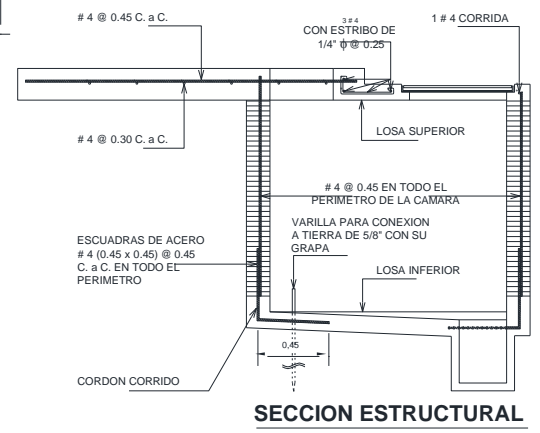 # 4 @ 0.45 C. a C.
3 # 4
CON ESTRIBO DE
1/4" ф @ 0.25
1 # 4 CORRIDA
# 4 @ 0.30 C. a C.
LOSA SUPERIOR
# 4 @ 0.45 EN TODO EL
PERIMETRO DE LA CAMARA
VARILLA PARA CONEXION
A TIERRA DE 5/8" CON SU
GRAPA
ESCUADRAS DE ACERO
# 4 (0.45 x 0.45) @ 0.45
C. a C. EN TODO EL
PERIMETRO
LOSA INFERIOR
0,45
CORDON CORRIDO
SECCION ESTRUCTURAL